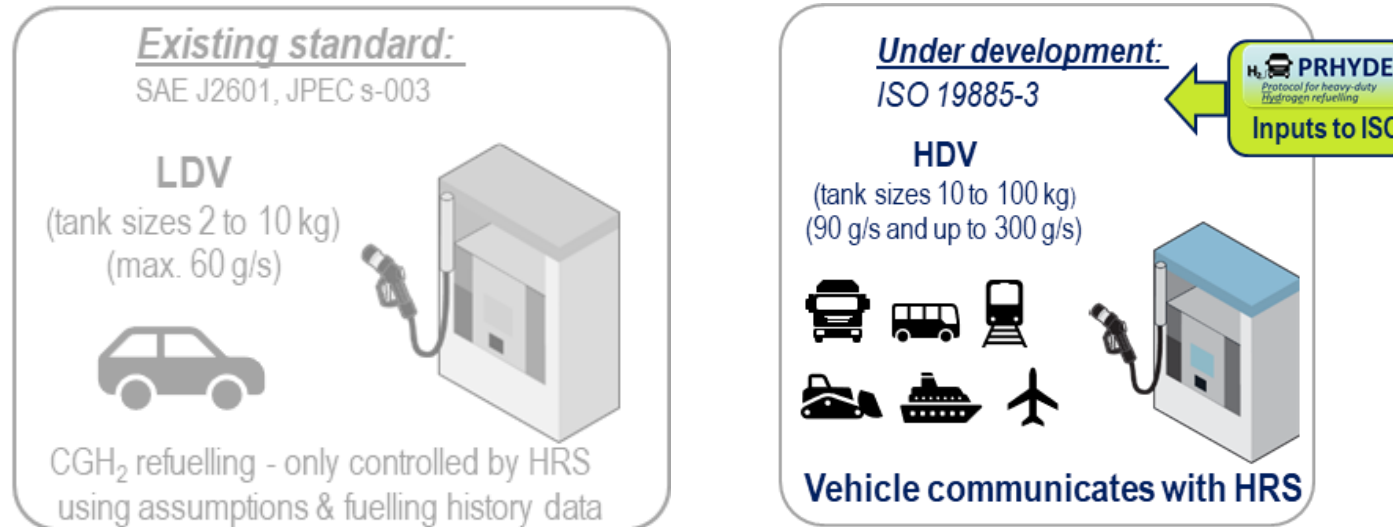 Existing standard:
SAE J2601, JPEC s-003
LDV
(tank sizes 2 to 10 kg)
(max. 60 g/s)
CGH₂ refuelling - only controlled by HRS
using assumptions & fuelling history data
Under development:
ISO 19885-3
HDV
(tank sizes 10 to 100 kg)
(90 g/s and up to 300 g/s)
Vehicle communicates with HRS
H₂ PRHYDE
Protocol for heavy-duty
Hydrogen refuelling
Inputs to ISO